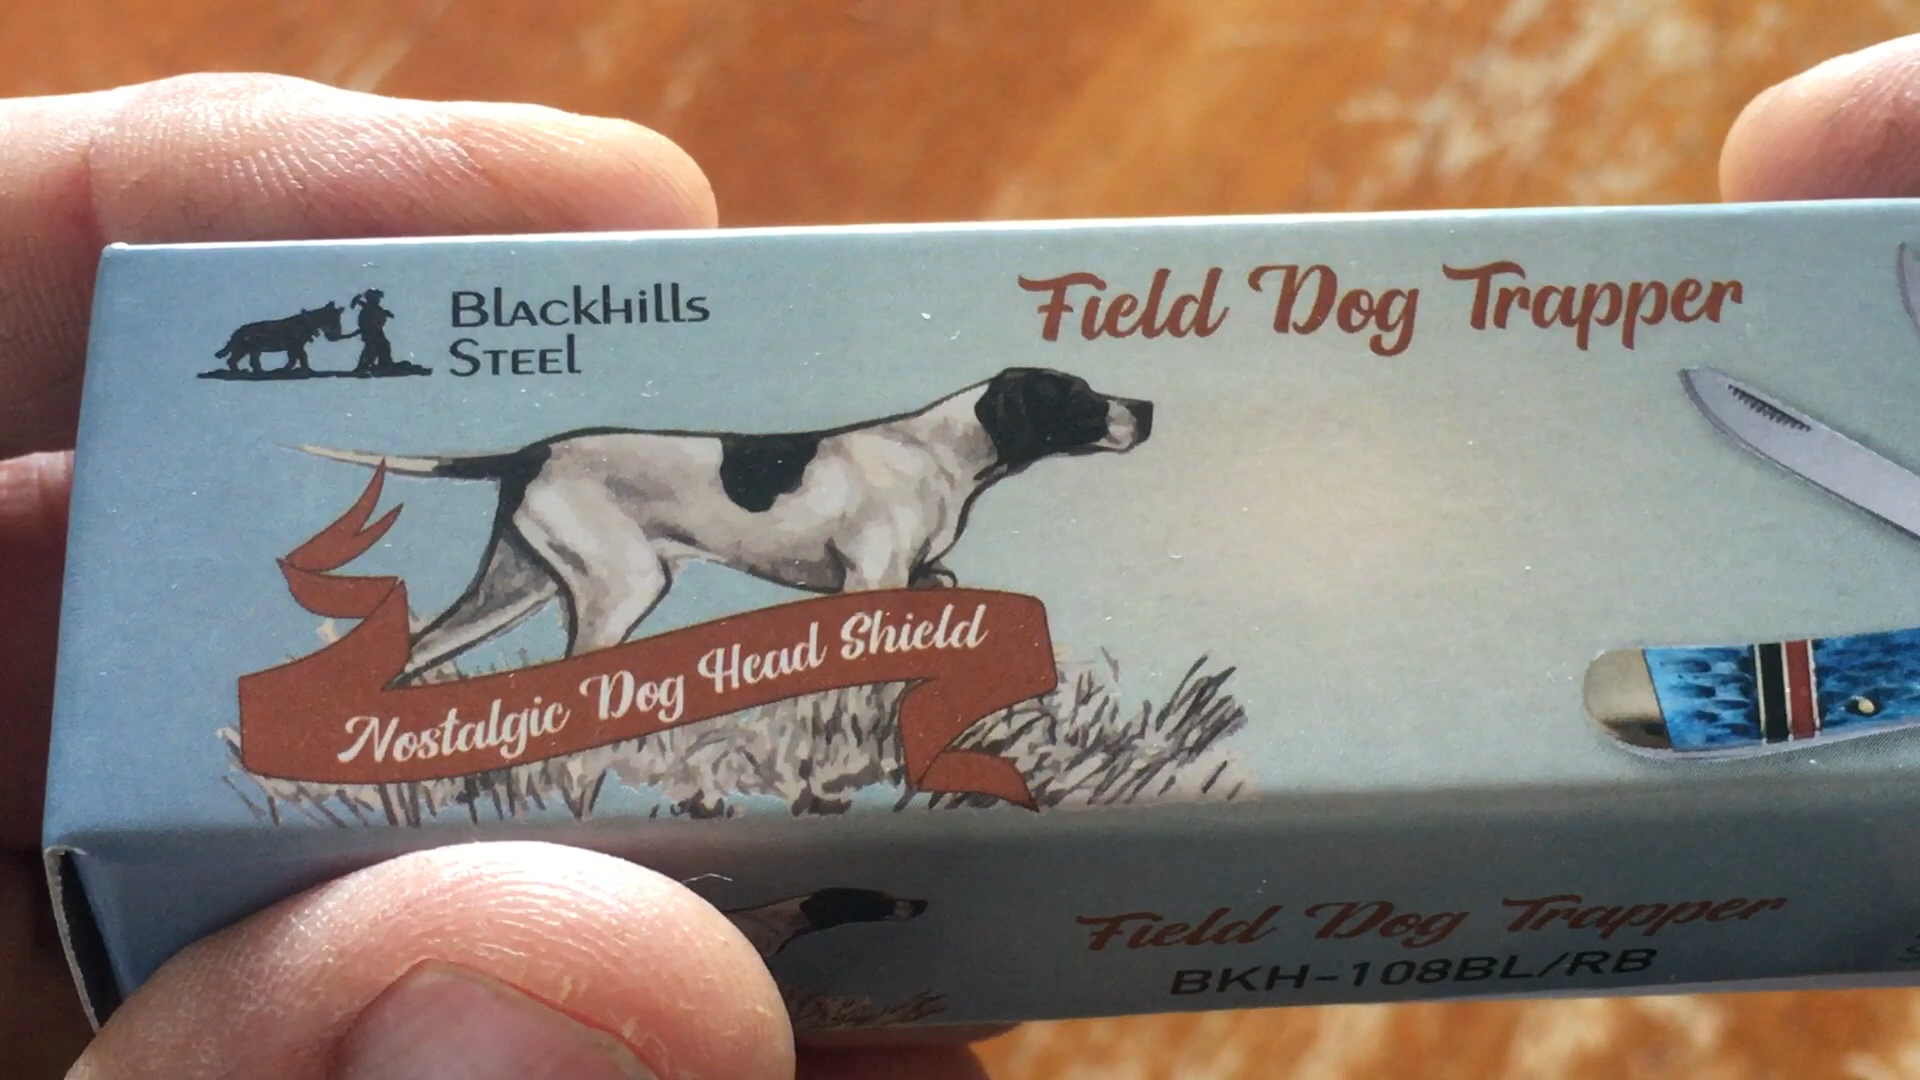 Blackhills
Steel
Field Dog Trapper
Nostalgic Dog Head Shield
Field Dog Trapper
BKH-108BL/RB